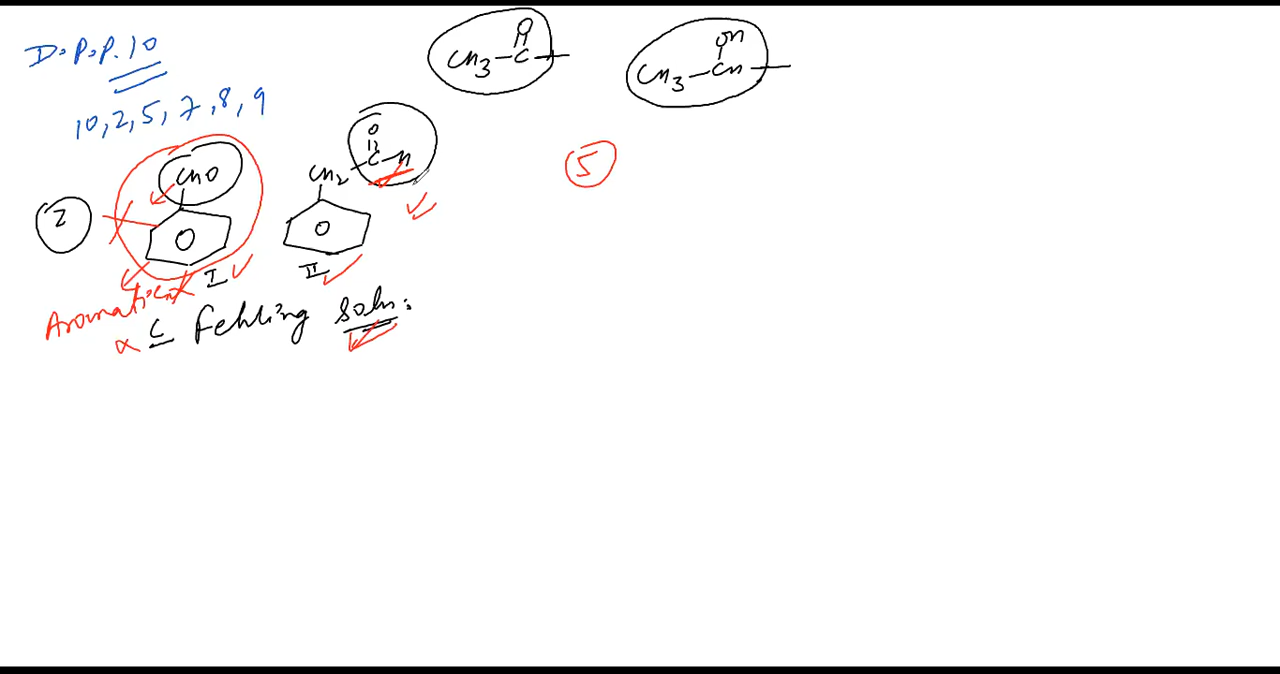 D.P.P. 10
10, 2, 5, 7, 8, 9
O
CH3-C-
OH
CH3-CH-
2
CHO
O
CH2-C-H
5
I
II
Aromatic
c Fehling Soln.